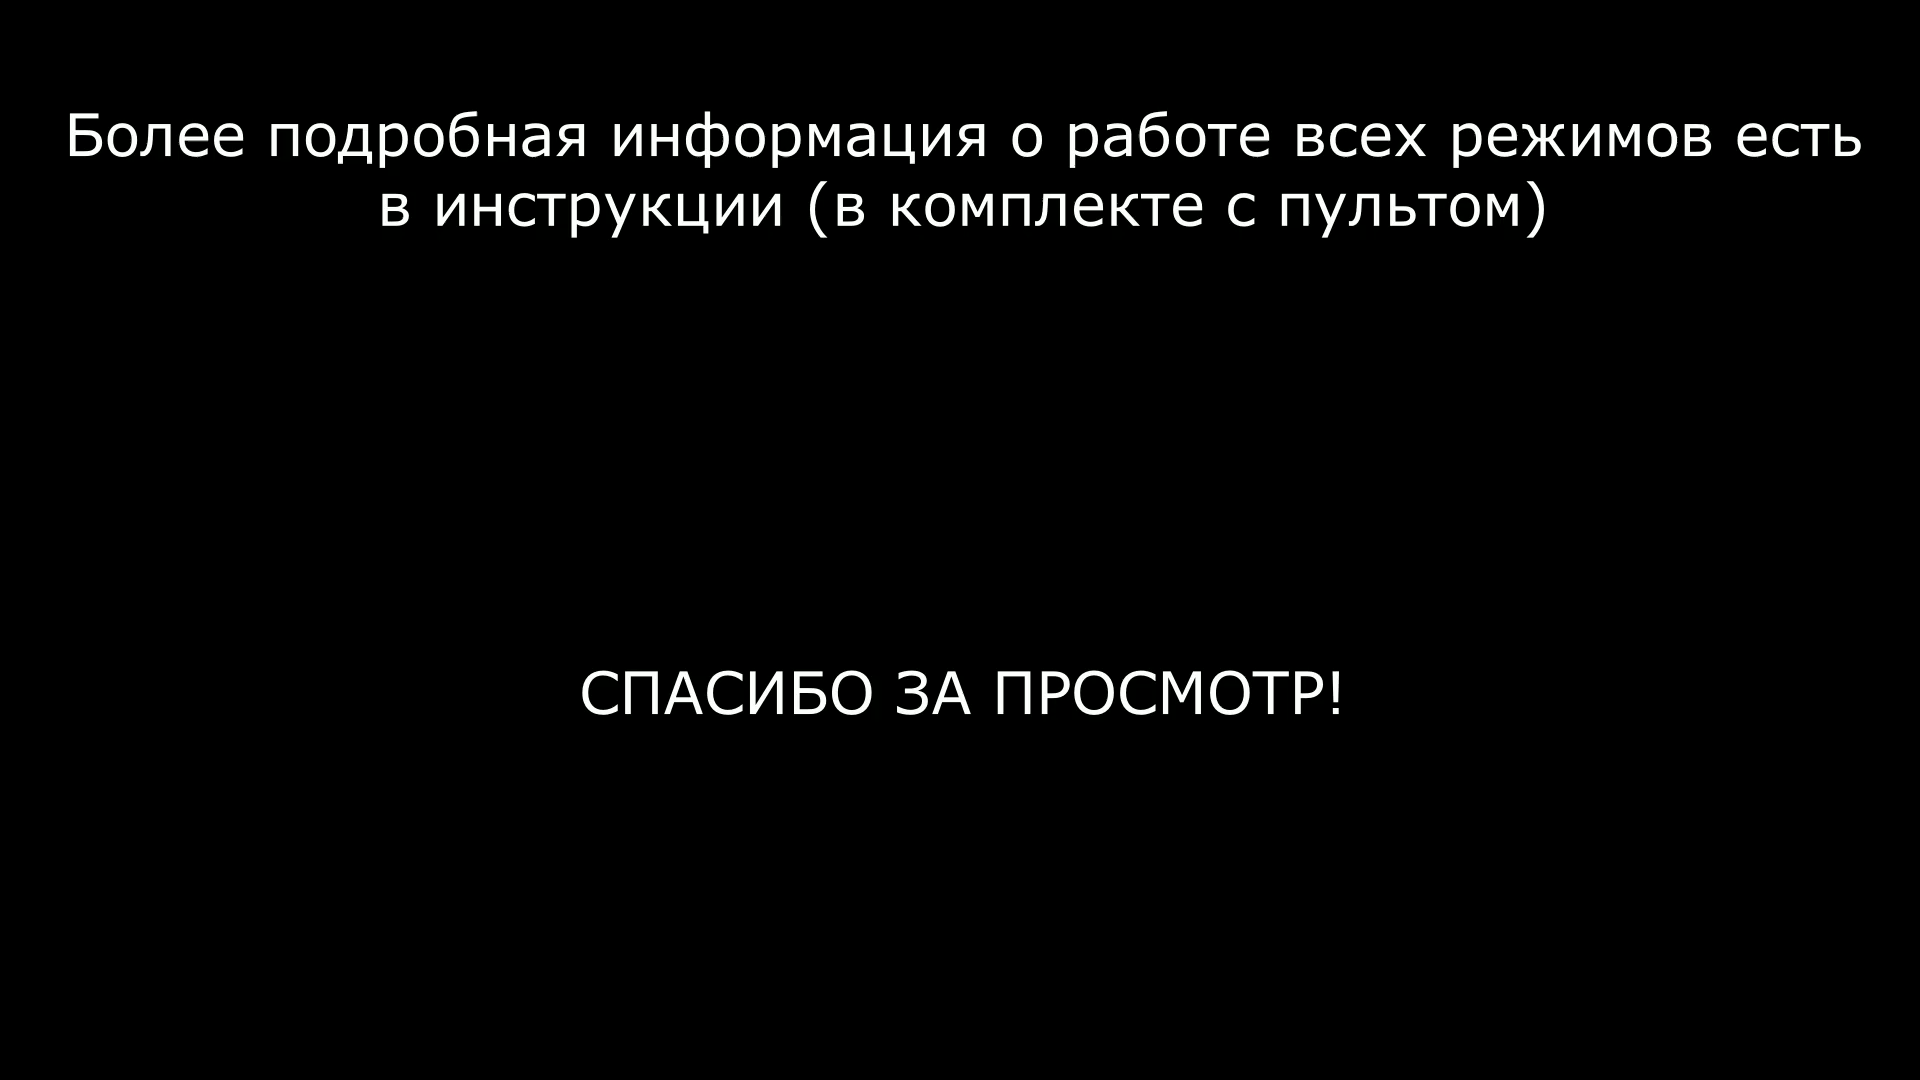 Более подробная информация о работе всех режимов есть
в инструкции (в комплекте с пультом)
СПАСИБО ЗА ПРОСМОТР!